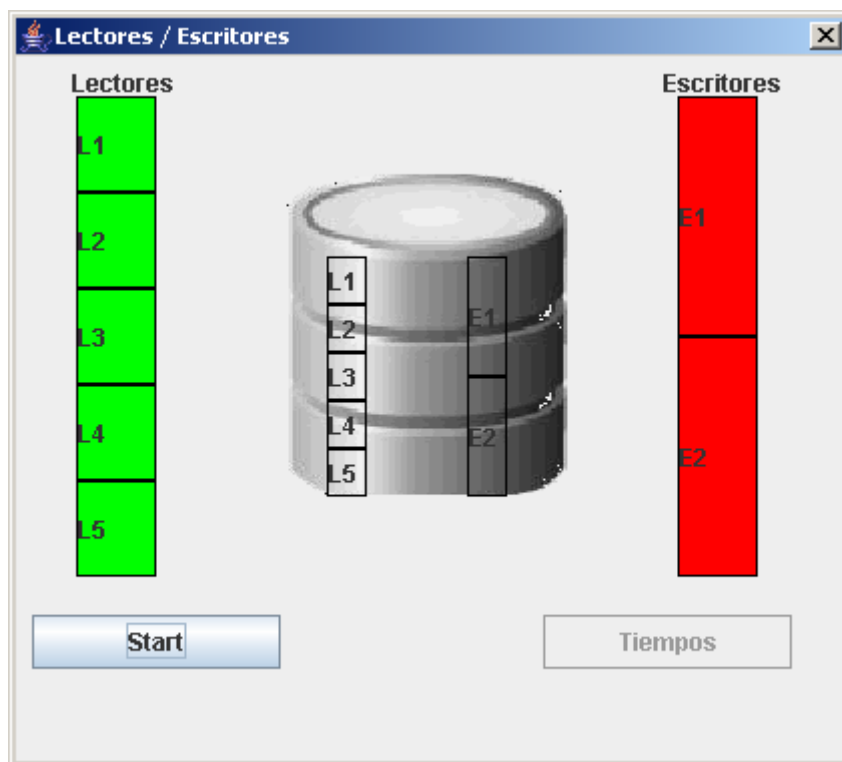 Lectores / Escritores
Lectores
Escritores
L1
L2
L3
L4
L5
L1
L2
L3
L4
L5
E1
E2
E1
E2
Start
Tiempos